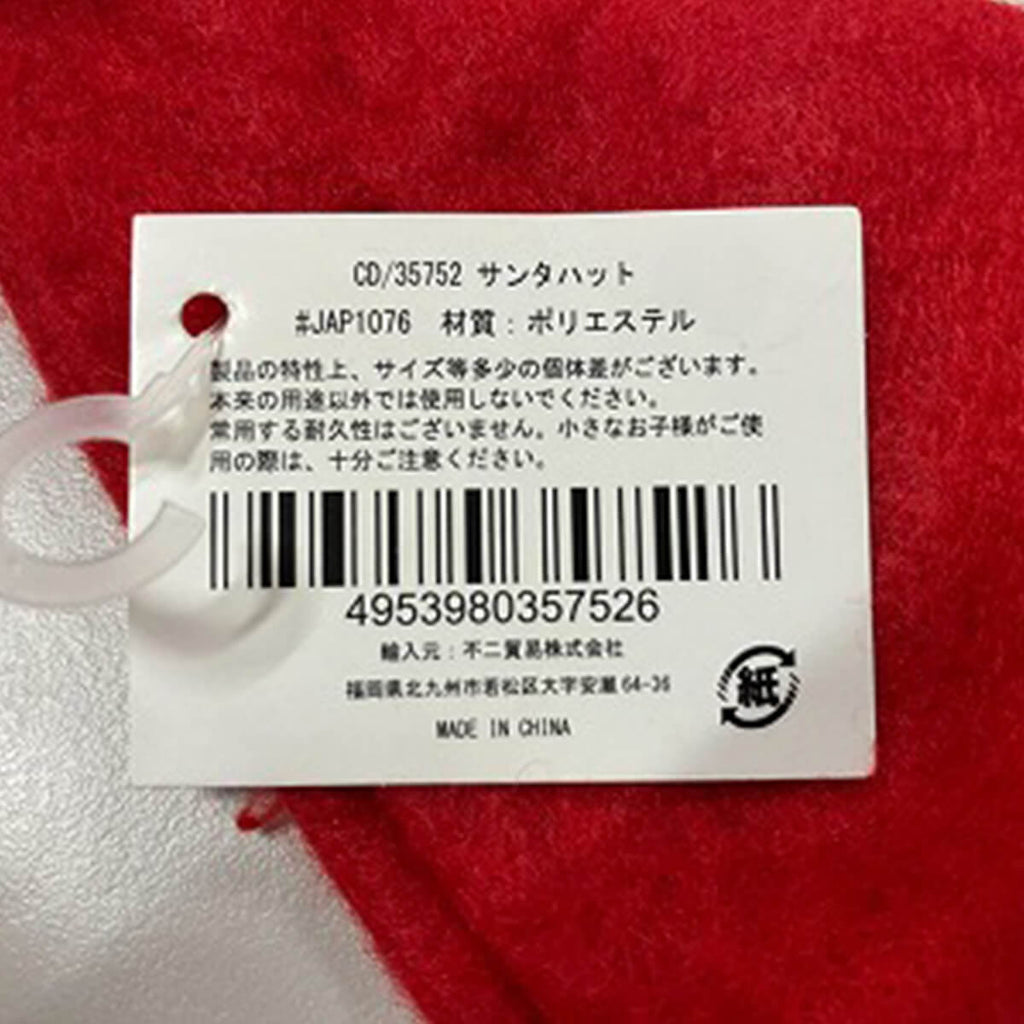 CD/35752 サンタハット
#JAP1076 材質：ポリエステル
製品の特性上、サイズ等多少の個体差がございます。
本来の用途以外では使用しないでください。
常用する耐久性はございません。小さなお子様がご使
用の際は、十分ご注意ください。
4953980357526
輸入元：不二貿易株式会社
福岡県北九州市若松区大字安瀬64-36
紙
MADE IN CHINA